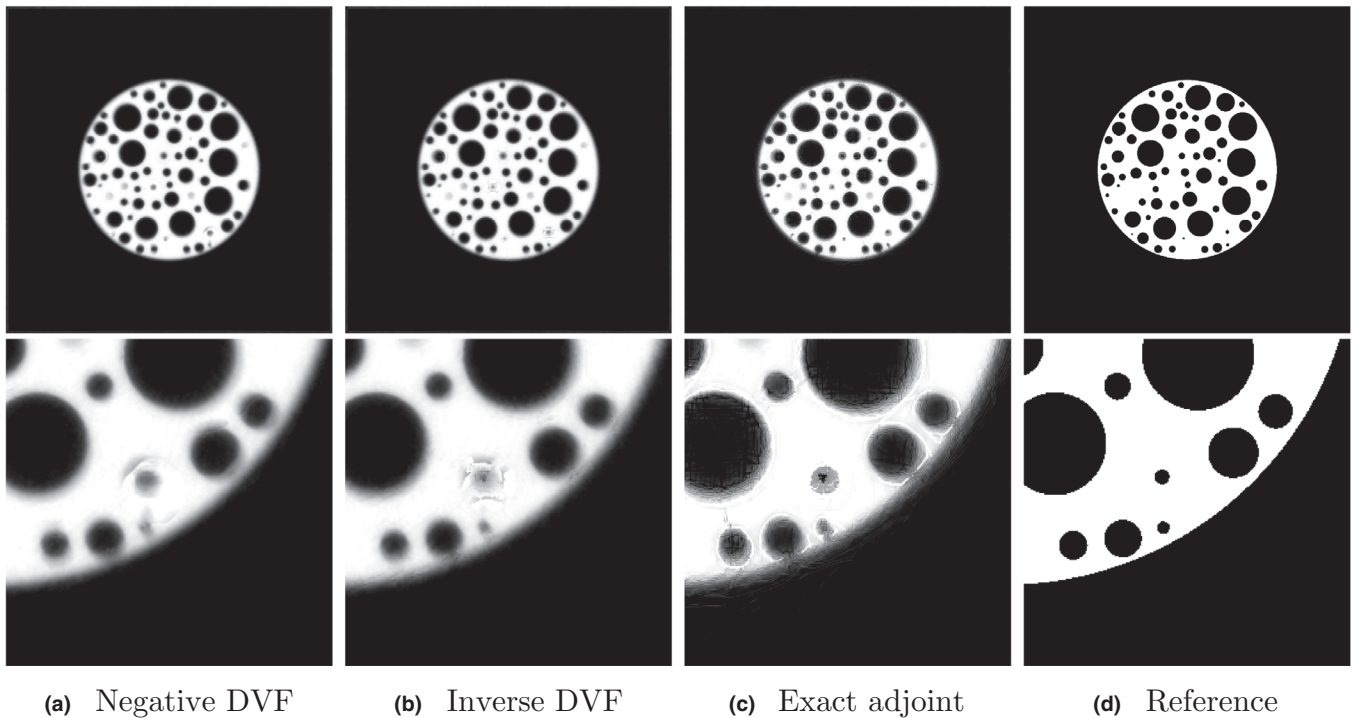 (a) Negative DVF
(b) Inverse DVF
(c) Exact adjoint
(d) Reference